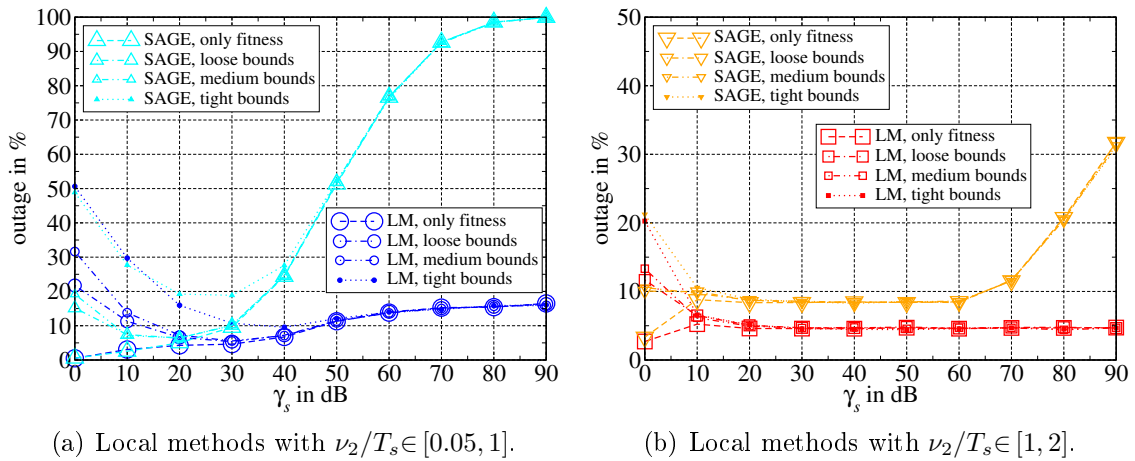 100
90
80
70
60
50
40
30
20
10
0
outage in %
SAGE, only fitness
SAGE, loose bounds
SAGE, medium bounds
SAGE, tight bounds
LM, only fitness
LM, loose bounds
LM, medium bounds
LM, tight bounds
0 10 20 30 40 50 60 70 80 90
γs in dB
(a) Local methods with ν2/Ts∈[0.05, 1].
50
40
30
20
10
0
outage in %
SAGE, only fitness
SAGE, loose bounds
SAGE, medium bounds
SAGE, tight bounds
LM, only fitness
LM, loose bounds
LM, medium bounds
LM, tight bounds
0 10 20 30 40 50 60 70 80 90
γs in dB
(b) Local methods with ν2/Ts∈[1, 2].